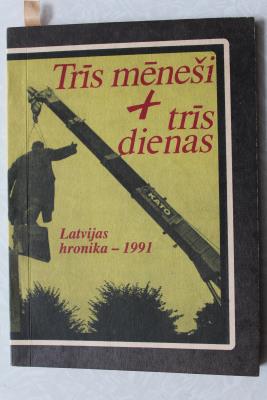 Trīs mēneši
+ trīs
dienas
KATO
Latvijas
hronika – 1991